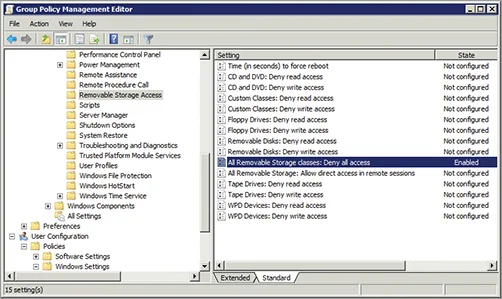 Group Policy Management Editor
File Action View Help
Performance Control Panel
Power Management
Remote Assistance
Remote Procedure Call
Removable Storage Access
Scripts
Server Manager
Shutdown Options
System Restore
Troubleshooting and Diagnostics
Trusted Platform Module Services
User Profiles
Windows File Protection
Windows HotStart
Windows Time Service
Windows Components
All Settings
Preferences
User Configuration
Policies
Software Settings
Windows Settings
Setting State
Time (in seconds) to force reboot Not configured
CD and DVD: Deny read access Not configured
CD and DVD: Deny write access Not configured
Custom Classes: Deny read access Not configured
Custom Classes: Deny write access Not configured
Floppy Drives: Deny read access Not configured
Floppy Drives: Deny write access Not configured
Removable Disks: Deny read access Not configured
Removable Disks: Deny write access Not configured
All Removable Storage classes: Deny all access Enabled
All Removable Storage: Allow direct access in remote sessions Not configured
Tape Drives: Deny read access Not configured
Tape Drives: Deny write access Not configured
WPD Devices: Deny read access Not configured
WPD Devices: Deny write access Not configured
Extended Standard
15 setting(s)